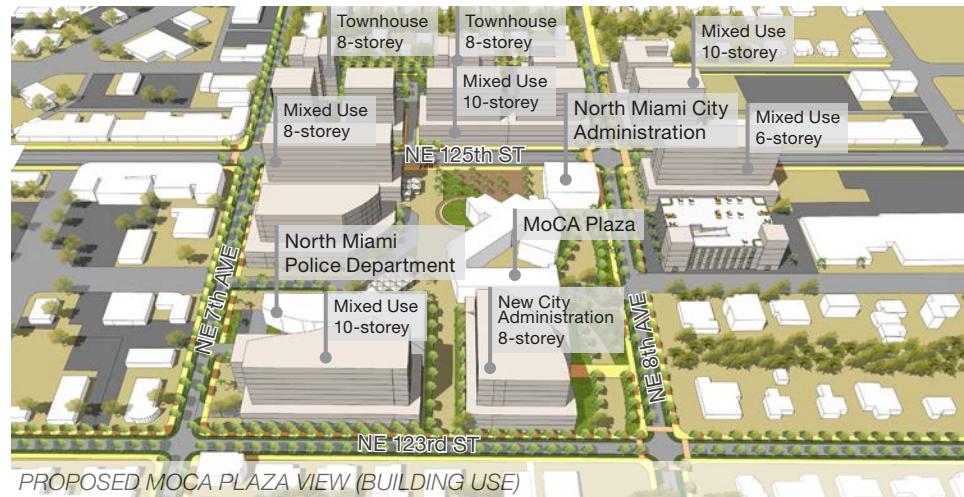 Townhouse
8-storey
Townhouse
8-storey
Mixed Use
10-storey
Mixed Use
8-storey
Mixed Use
10-storey
North Miami City
Administration
Mixed Use
6-storey
NE 125th ST
MoCA Plaza
North Miami
Police Department
NE 7th AVE
Mixed Use
10-storey
New City
Administration
8-storey
NE 8th AVE
NE 123rd ST
PROPOSED MOCA PLAZA VIEW (BUILDING USE)